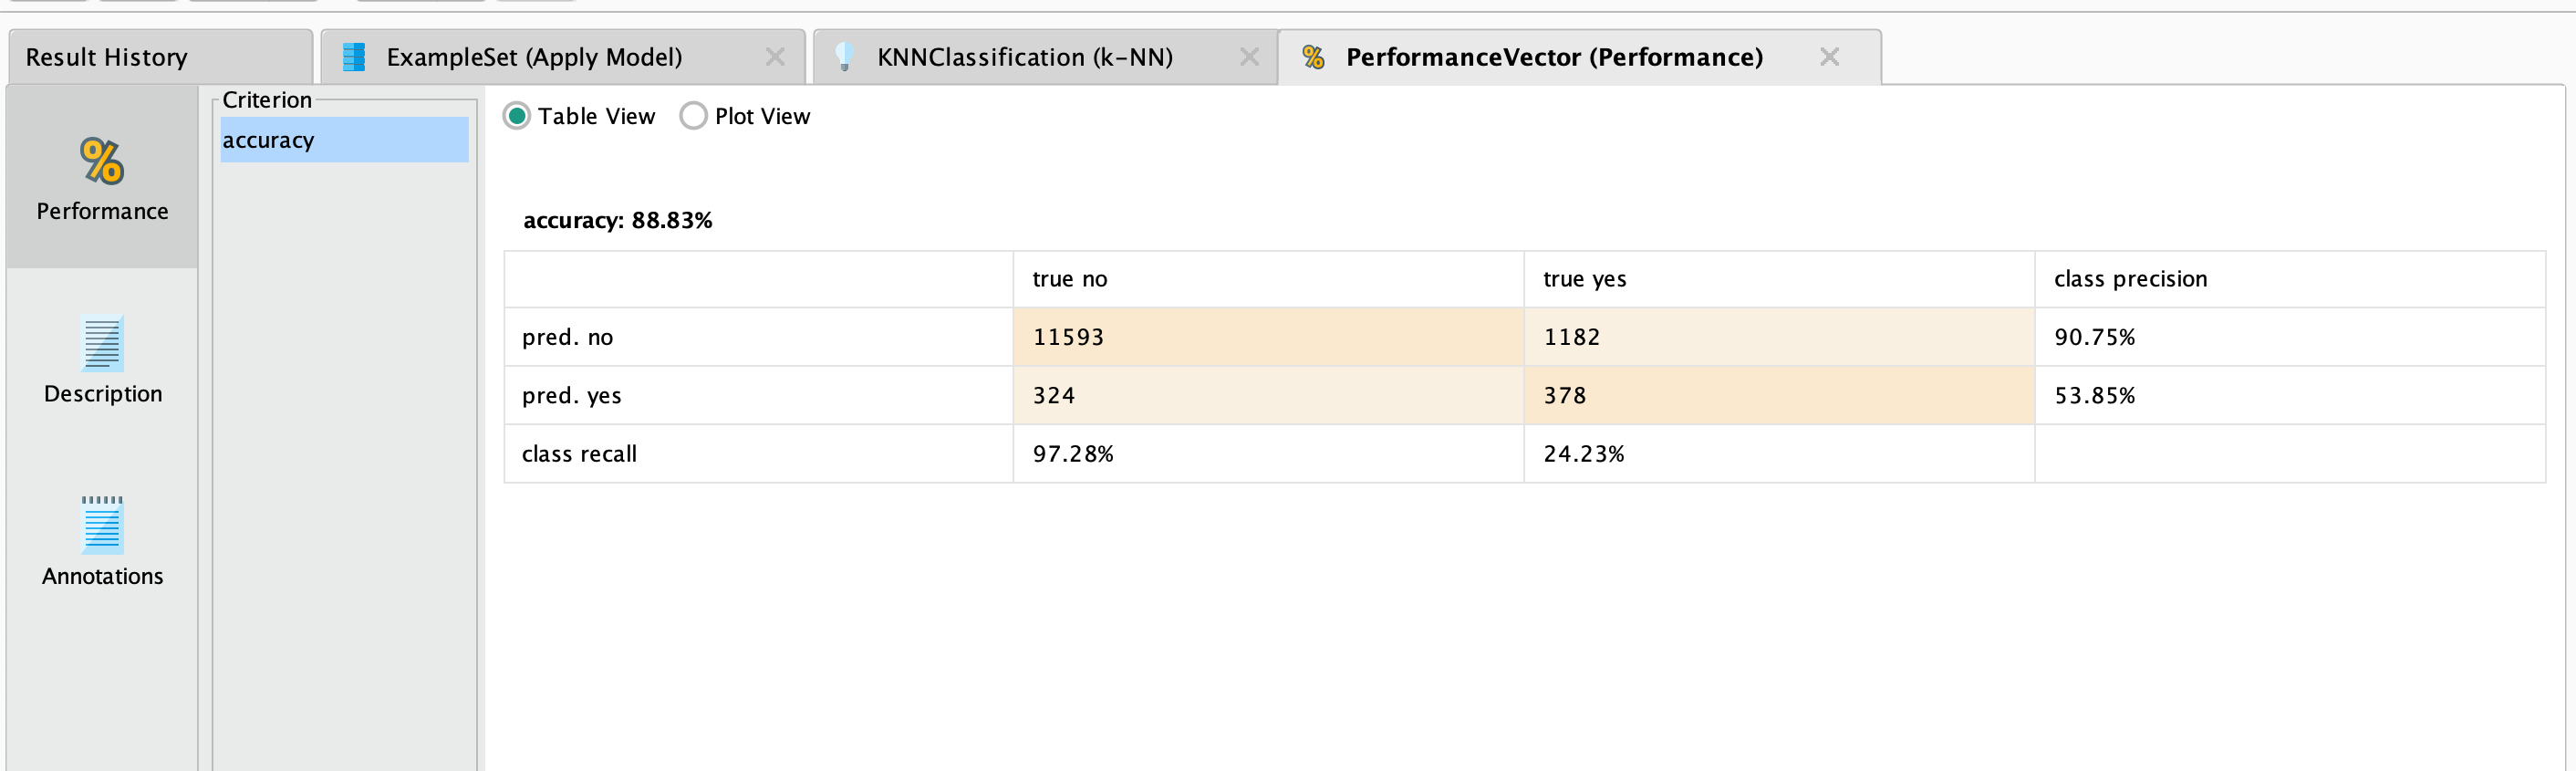 Result History
ExampleSet (Apply Model)
KNNClassification (k-NN)
PerformanceVector (Performance)
Performance
Description
Annotations
Criterion
accuracy
Table View
Plot View
accuracy: 88.83%
true no true yes class precision
pred. no 11593 1182 90.75%
pred. yes 324 378 53.85%
class recall 97.28% 24.23%